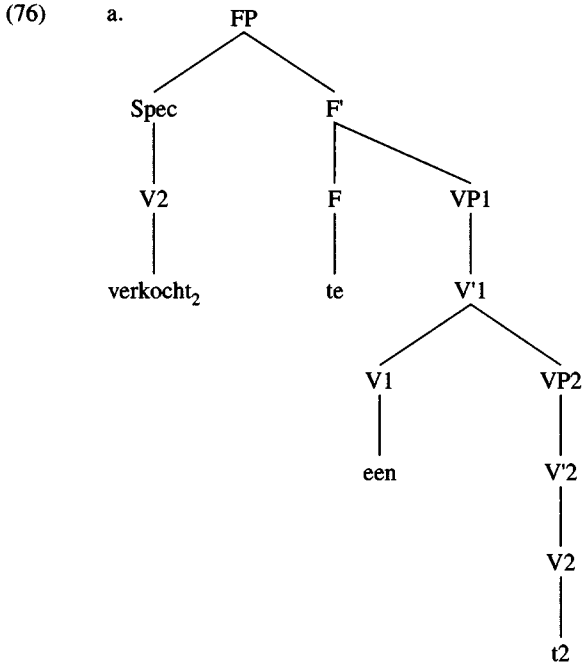 (76) a. FP
Spec F'
V2 F VP1
verkocht₂ te V'1
V1 VP2
een V'2
V2
t2